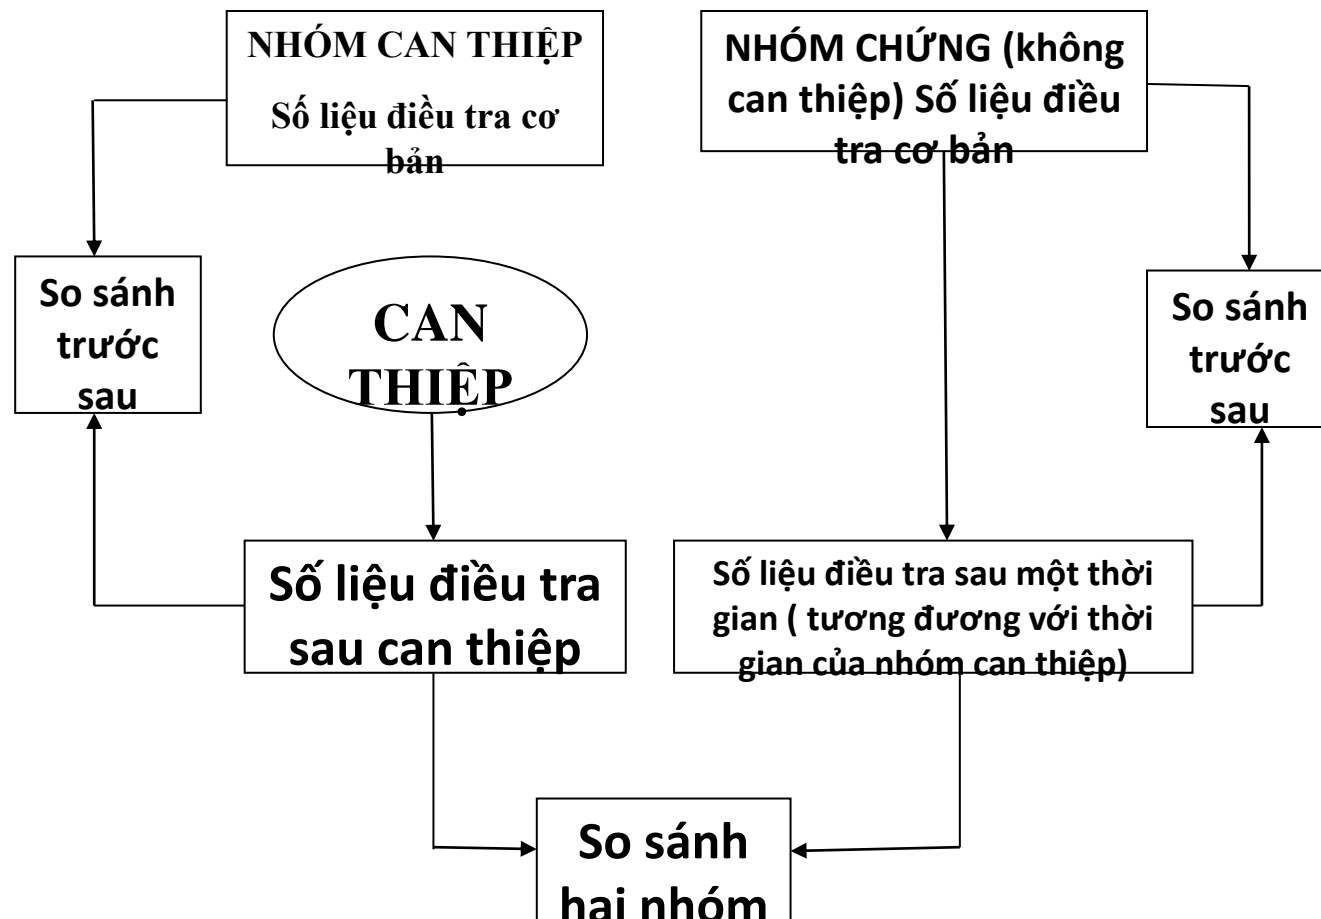 NHÓM CAN THIỆP
Số liệu điều tra cơ
bản
NHÓM CHỨNG (không
can thiệp) Số liệu điều
tra cơ bản
So sánh
trước
sau
CAN
THIỆP
So sánh
trước
sau
Số liệu điều tra
sau can thiệp
Số liệu điều tra sau một thời
gian ( tương đương với thời
gian của nhóm can thiệp)
So sánh
hai nhóm